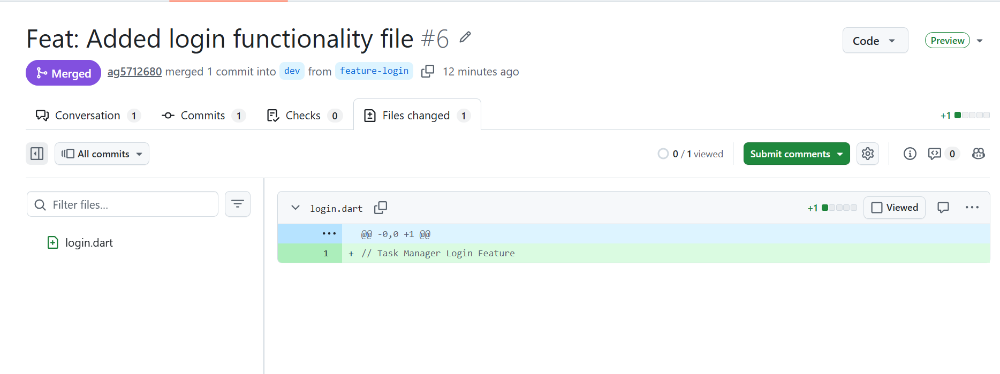 Feat: Added login functionality file #6
Code
Preview
Merged
ag5712680 merged 1 commit into dev from feature-login 12 minutes ago
Conversation 1
Commits 1
Checks 0
Files changed 1
+1
All commits
0 / 1 viewed
Submit comments
0
Filter files...
login.dart
login.dart
+1
Viewed
@@ -0,0 +1 @@
1 + // Task Manager Login Feature